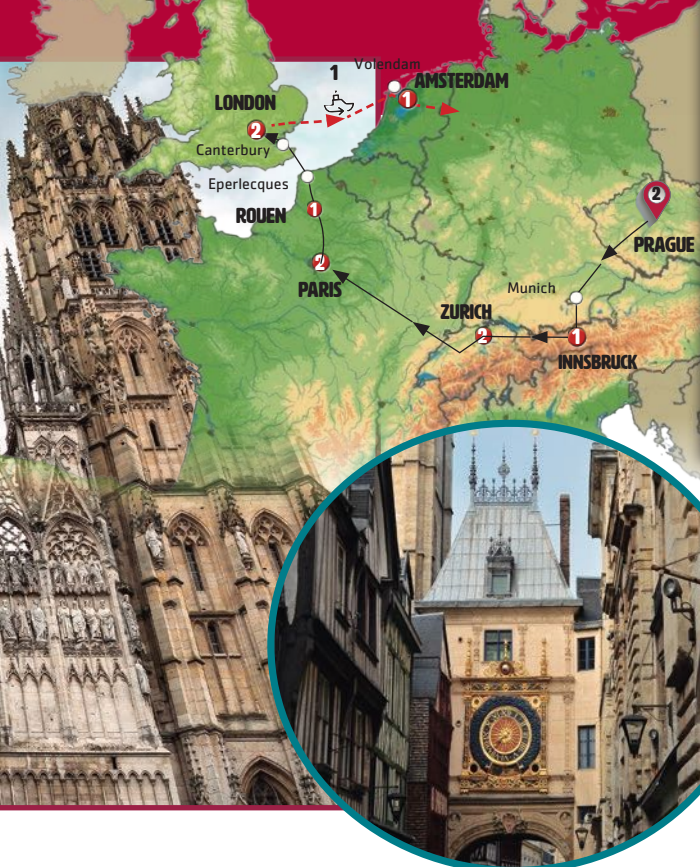 Volendam
1
AMSTERDAM
1
LONDON
2
Canterbury
Eperlecques
ROUEN
1
2
PARIS
2
PRAGUE
Munich
ZURICH
2
1
INNSBRUCK